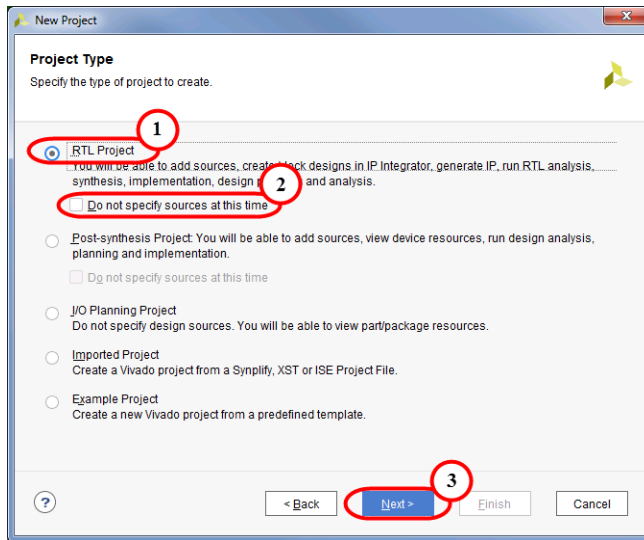 New Project
Project Type
Specify the type of project to create.
1
RTL Project
You will be able to add sources, create block designs in IP Integrator, generate IP, run RTL analysis,
synthesis, implementation, design and analysis.
2
Do not specify sources at this time
Post-synthesis Project: You will be able to add sources, view device resources, run design analysis,
planning and implementation.
Do not specify sources at this time
I/O Planning Project
Do not specify design sources. You will be able to view part/package resources.
Imported Project
Create a Vivado project from a Synplify, XST or ISE Project File.
Example Project
Create a new Vivado project from a predefined template.
3
? < Back Next > Finish Cancel